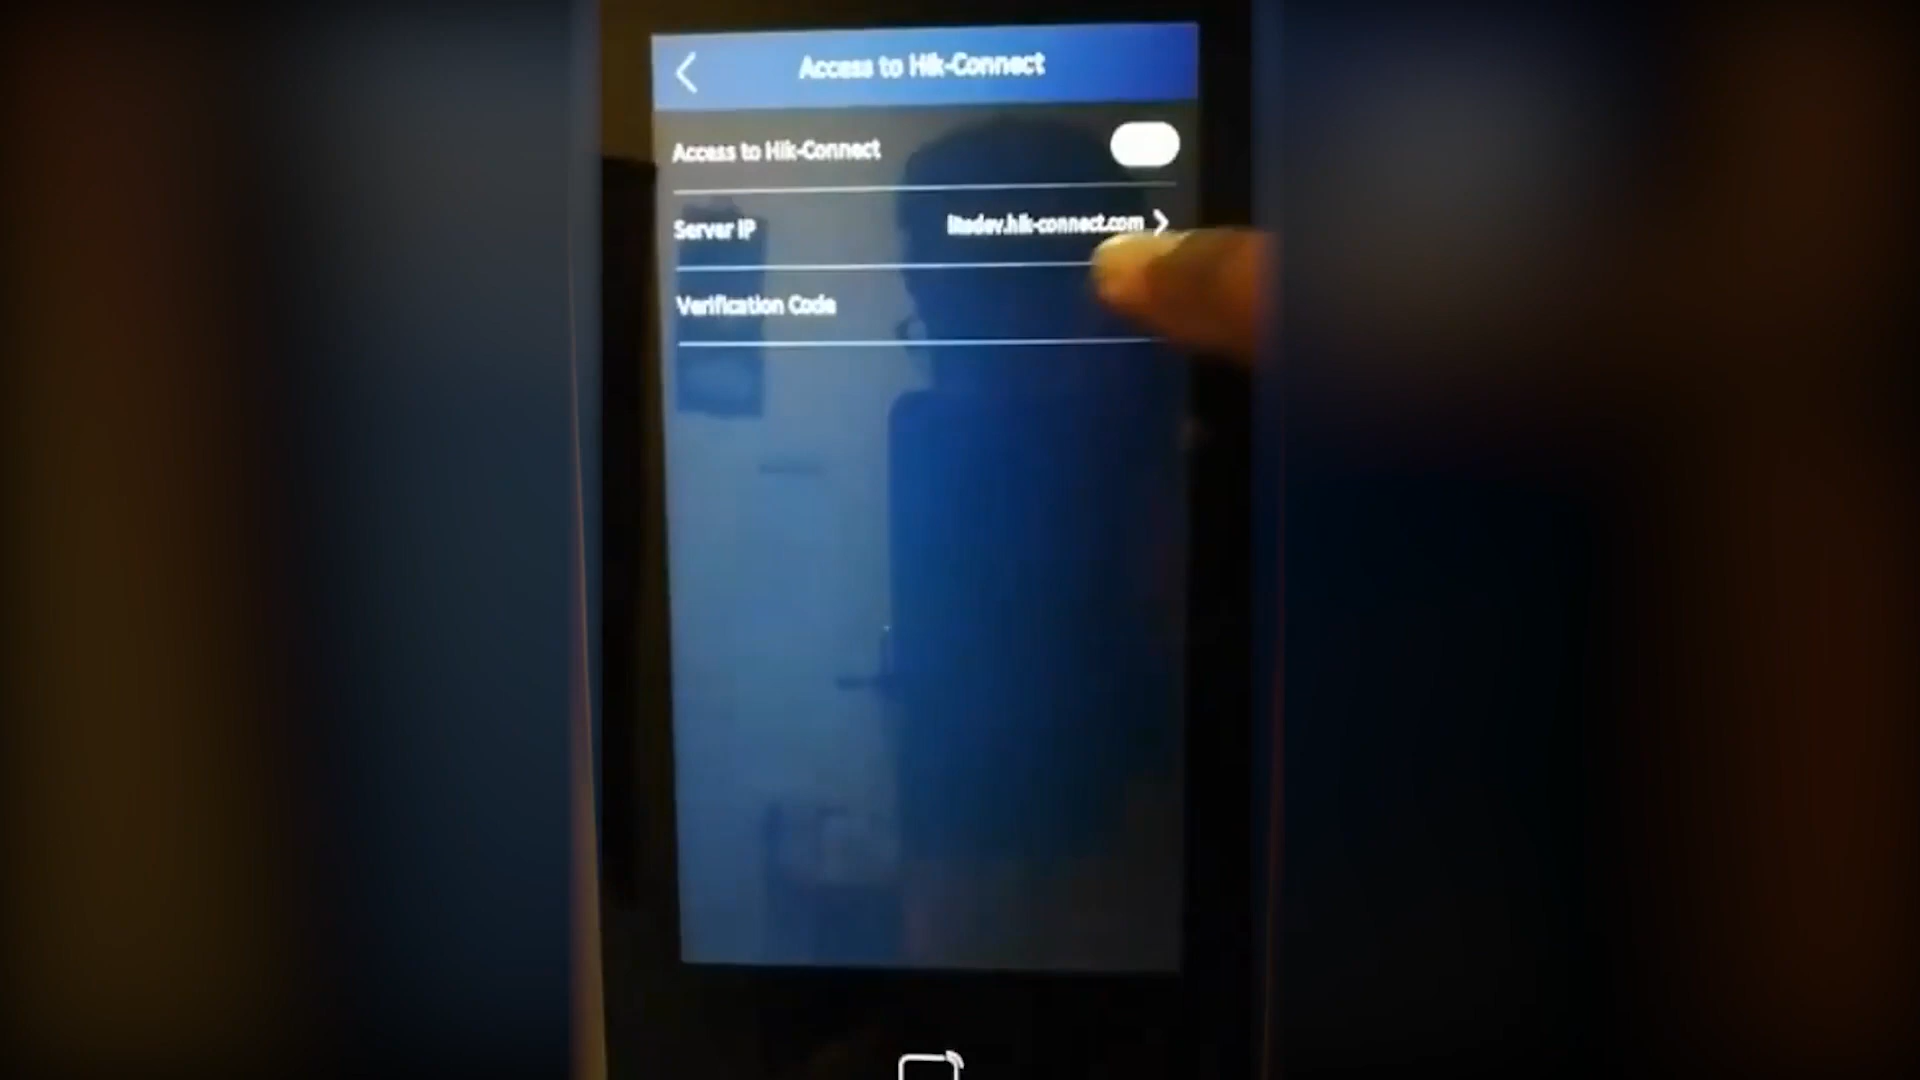 Access to Hik-Connect
Access to Hik-Connect
Server IP
litedev.hik-connect.com
Verification Code